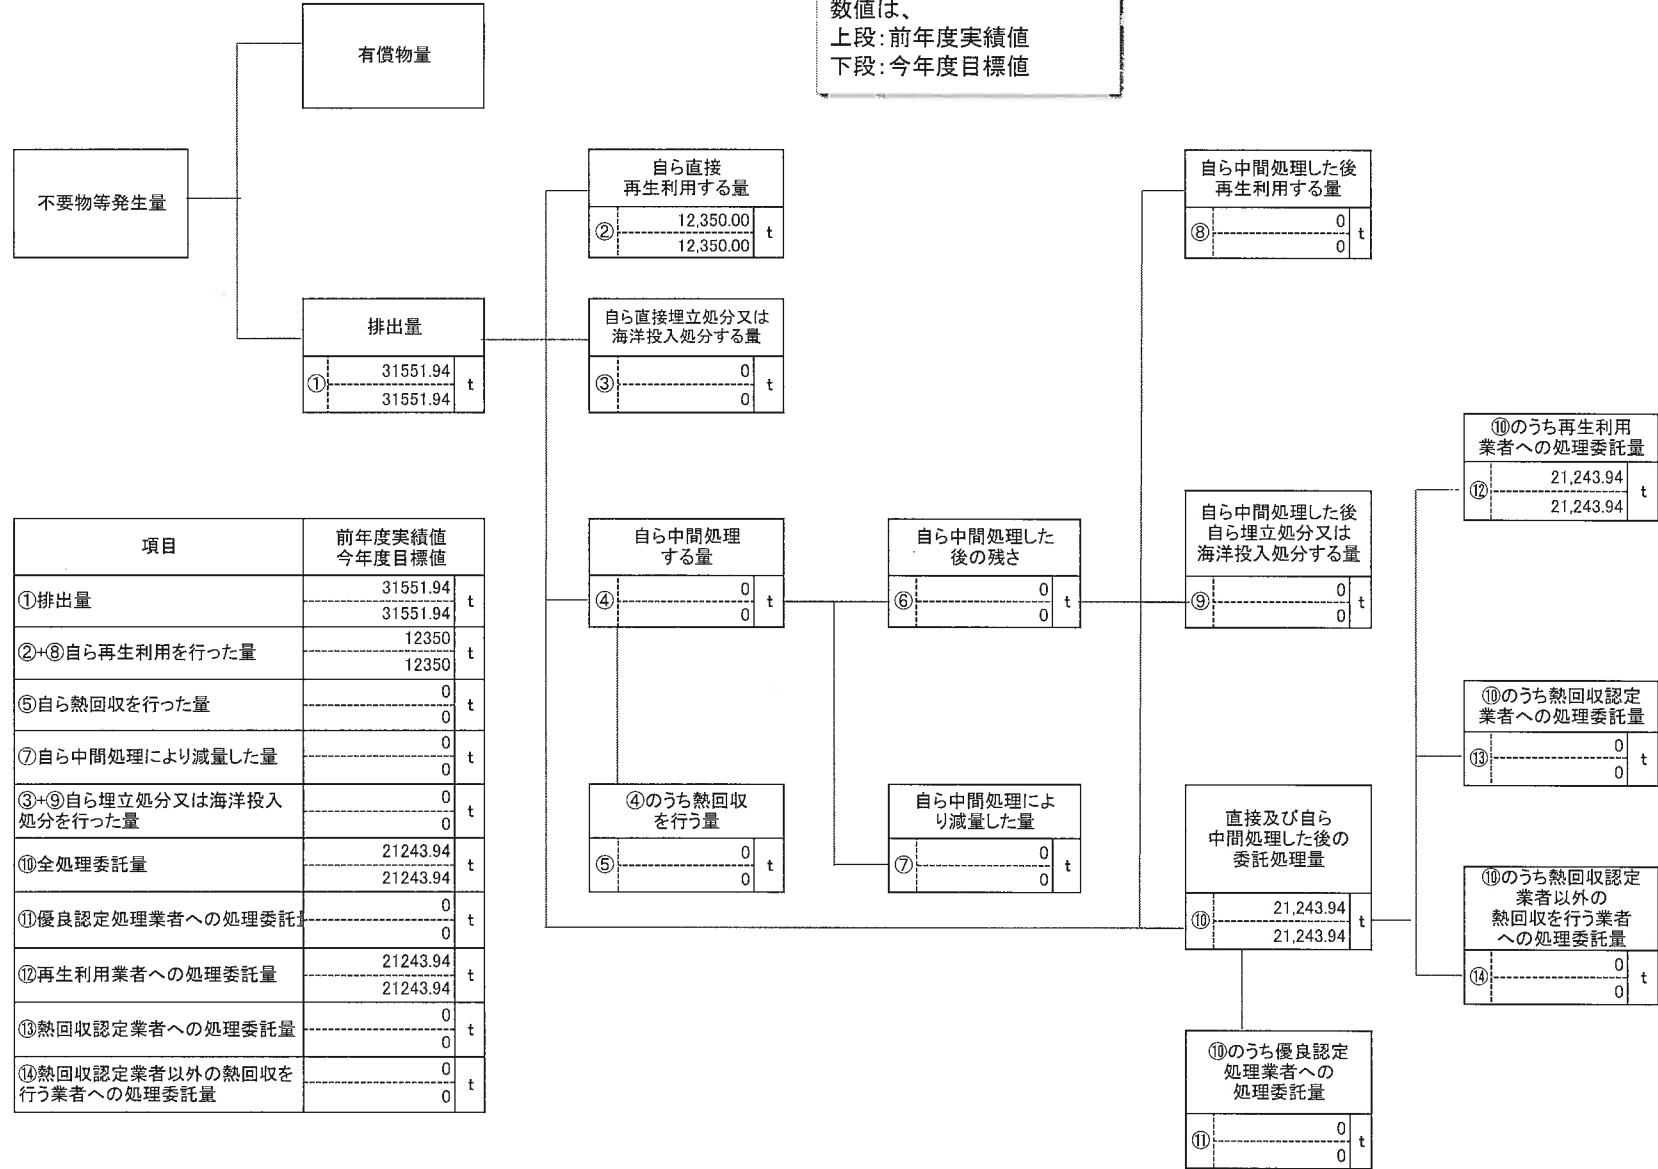 数値は、
上段:前年度実績値
下段:今年度目標値
有償物量
不要物等発生量
排出量
① 31551.94 t
31551.94
自ら直接
再生利用する量
② 12,350.00 t
12,350.00
自ら直接埋立処分又は
海洋投入処分する量
③ 0 t
0
自ら中間処理
する量
④ 0 t
0
④のうち熱回収
を行う量
⑤ 0 t
0
自ら中間処理した
後の残さ
⑥ 0 t
0
自ら中間処理によ
り減量した量
⑦ 0 t
0
自ら中間処理した後
再生利用する量
⑧ 0 t
0
自ら中間処理した後
自ら埋立処分又は
海洋投入処分する量
⑨ 0 t
0
直接及び自ら
中間処理した後の
委託処理量
⑩ 21,243.94 t
21,243.94
⑩のうち優良認定
処理業者への
処理委託量
⑪ 0 t
0
⑩のうち再生利用
業者への処理委託量
⑫ 21,243.94 t
21,243.94
⑩のうち熱回収認定
業者への処理委託量
⑬ 0 t
0
⑩のうち熱回収認定
業者以外の
熱回収を行う業者
への処理委託量
⑭ 0 t
0
項目 前年度実績値
今年度目標値
①排出量 31551.94 t
31551.94
②+⑧自ら再生利用を行った量 12350 t
12350
⑤自ら熱回収を行った量 0 t
0
⑦自ら中間処理により減量した量 0 t
0
③+⑨自ら埋立処分又は海洋投入
処分を行った量 0 t
0
⑩全処理委託量 21243.94 t
21243.94
⑪優良認定処理業者への処理委託 0 t
0
⑫再生利用業者への処理委託量 21243.94 t
21243.94
⑬熱回収認定業者への処理委託量 0 t
0
⑭熱回収認定業者以外の熱回収を
行う業者への処理委託量 0 t
0